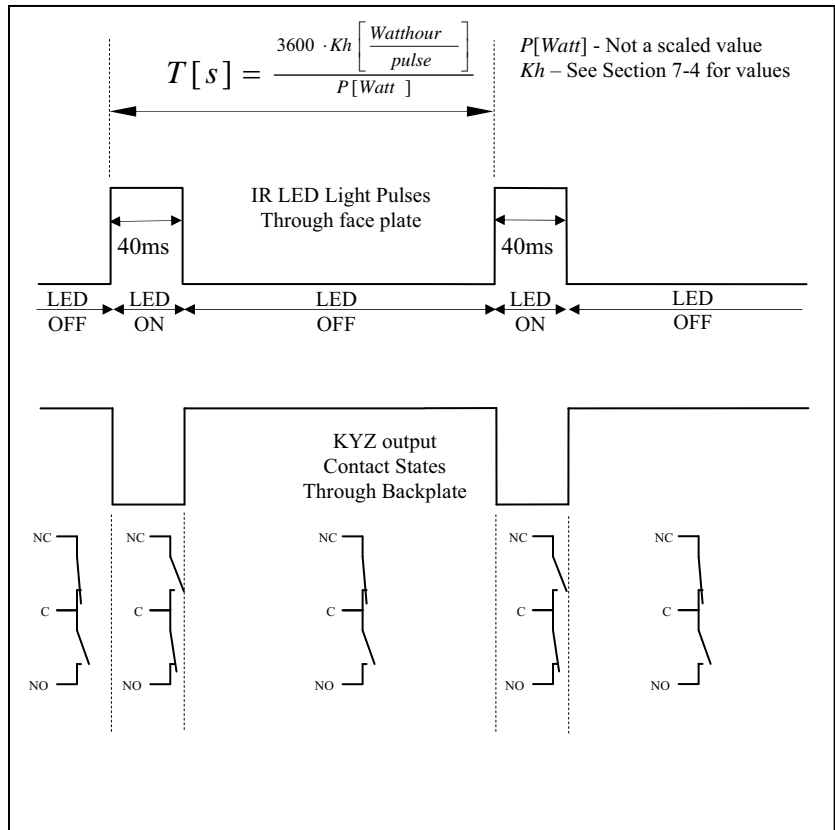 T[s] = 3600 · Kh [Watthour / pulse] / P[Watt ]
P[Watt] - Not a scaled value
Kh – See Section 7-4 for values
IR LED Light Pulses
Through face plate
40ms
40ms
LED OFF
LED ON
LED OFF
LED ON
LED OFF
KYZ output
Contact States
Through Backplate
NC
NC
NC
NC
NC
C
C
C
C
C
NO
NO
NO
NO
NO